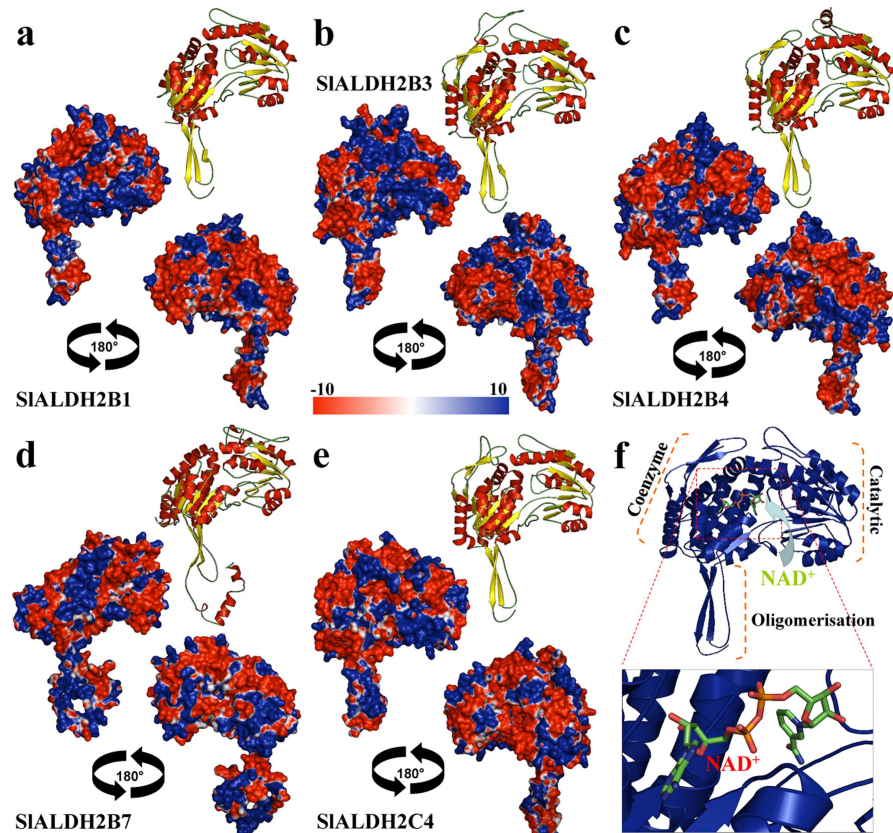 a
b
c
SlALDH2B3
180°
180°
180°
SlALDH2B1
-10
10
SlALDH2B4
d
e
f
Coenzyme
Catalytic
NAD+
Oligomerisation
NAD+
180°
180°
SlALDH2B7
SlALDH2C4